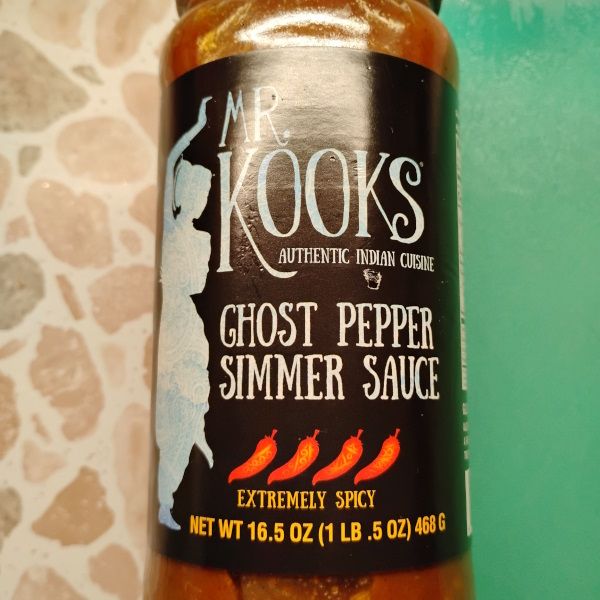 MR.
KOOKS®
AUTHENTIC INDIAN CUISINE
GHOST PEPPER
SIMMER SAUCE
EXTREMELY SPICY
NET WT 16.5 OZ (1 LB .5 OZ) 468 G